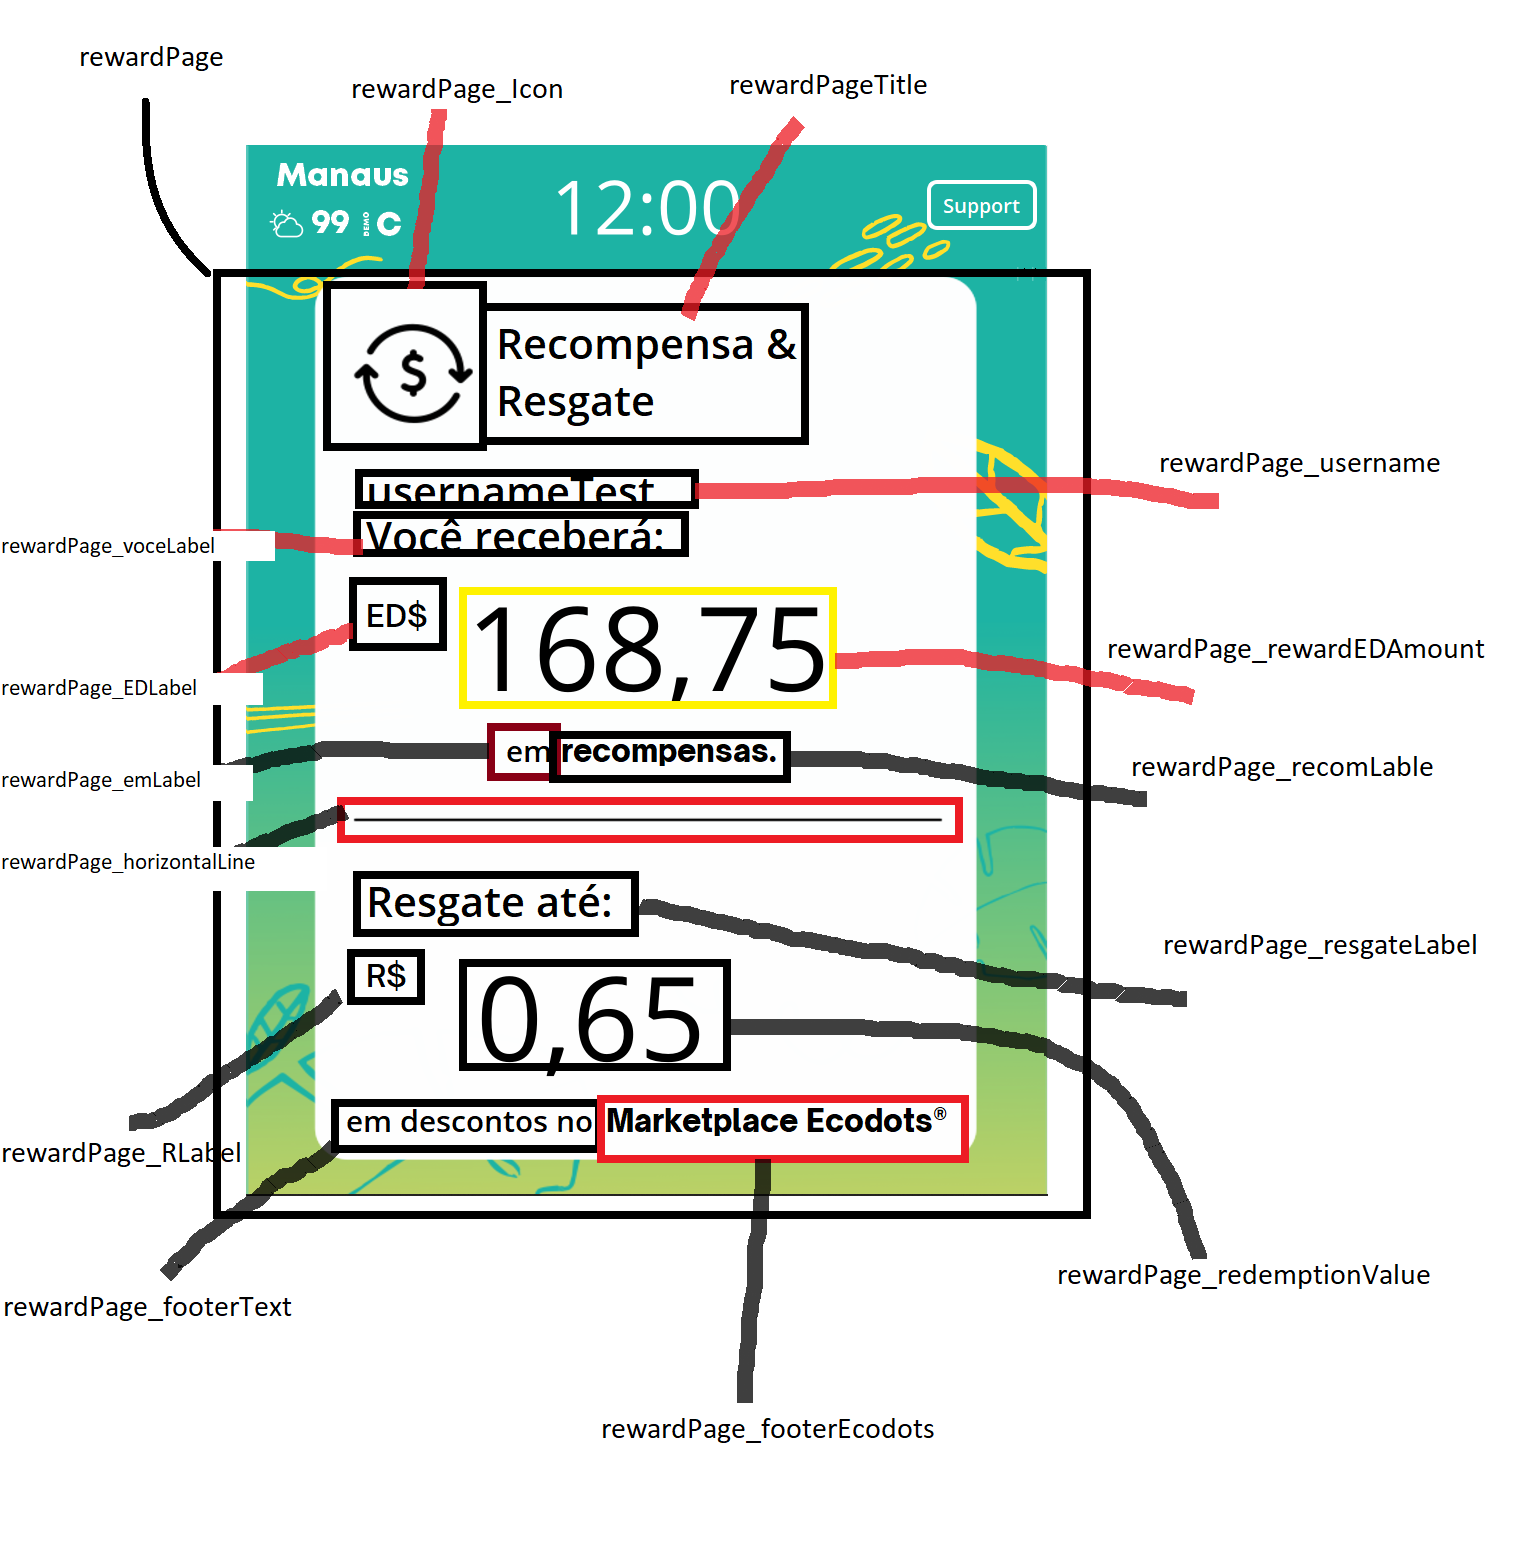 rewardPage
rewardPage_Icon
rewardPageTitle
Manaus
99 DEMO C
12:00
Support
Recompensa &
Resgate
rewardPage_username
usernameTest
Você receberá:
rewardPage_voceLabel
ED$
168,75
rewardPage_rewardEDAmount
rewardPage_EDLabel
em recompensas.
rewardPage_recomLable
rewardPage_emLabel
rewardPage_horizontalLine
Resgate até:
rewardPage_resgateLabel
R$
0,65
em descontos no Marketplace Ecodots®
rewardPage_RLabel
rewardPage_redemptionValue
rewardPage_footerText
rewardPage_footerEcodots